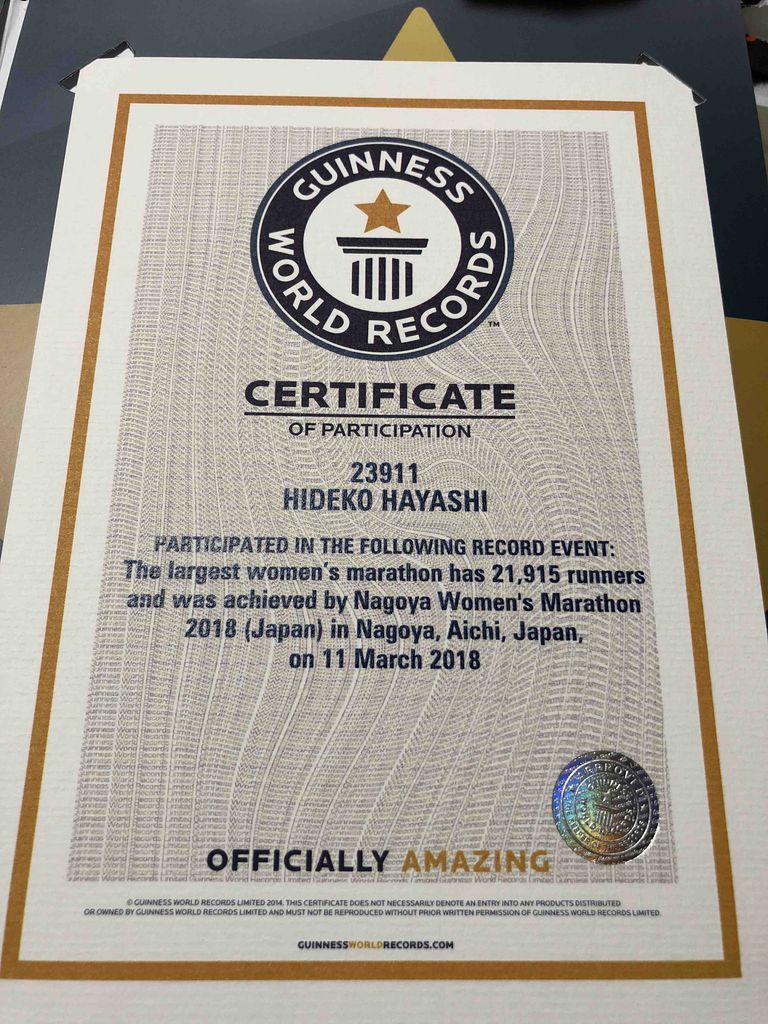 GUINNESS
WORLD RECORDS
™
CERTIFICATE
OF PARTICIPATION
23911
HIDEKO HAYASHI
PARTICIPATED IN THE FOLLOWING RECORD EVENT:
The largest women's marathon has 21,915 runners
and was achieved by Nagoya Women's Marathon
2018 (Japan) in Nagoya, Aichi, Japan,
on 11 March 2018
OFFICIALLY AMAZING
© GUINNESS WORLD RECORDS LIMITED 2014. THIS CERTIFICATE DOES NOT NECESSARILY DENOTE AN ENTRY INTO ANY PRODUCTS DISTRIBUTED
OR OWNED BY GUINNESS WORLD RECORDS LIMITED AND MUST NOT BE REPRODUCED WITHOUT PRIOR WRITTEN PERMISSION OF GUINNESS WORLD RECORDS LIMITED.
GUINNESSWORLDRECORDS.COM